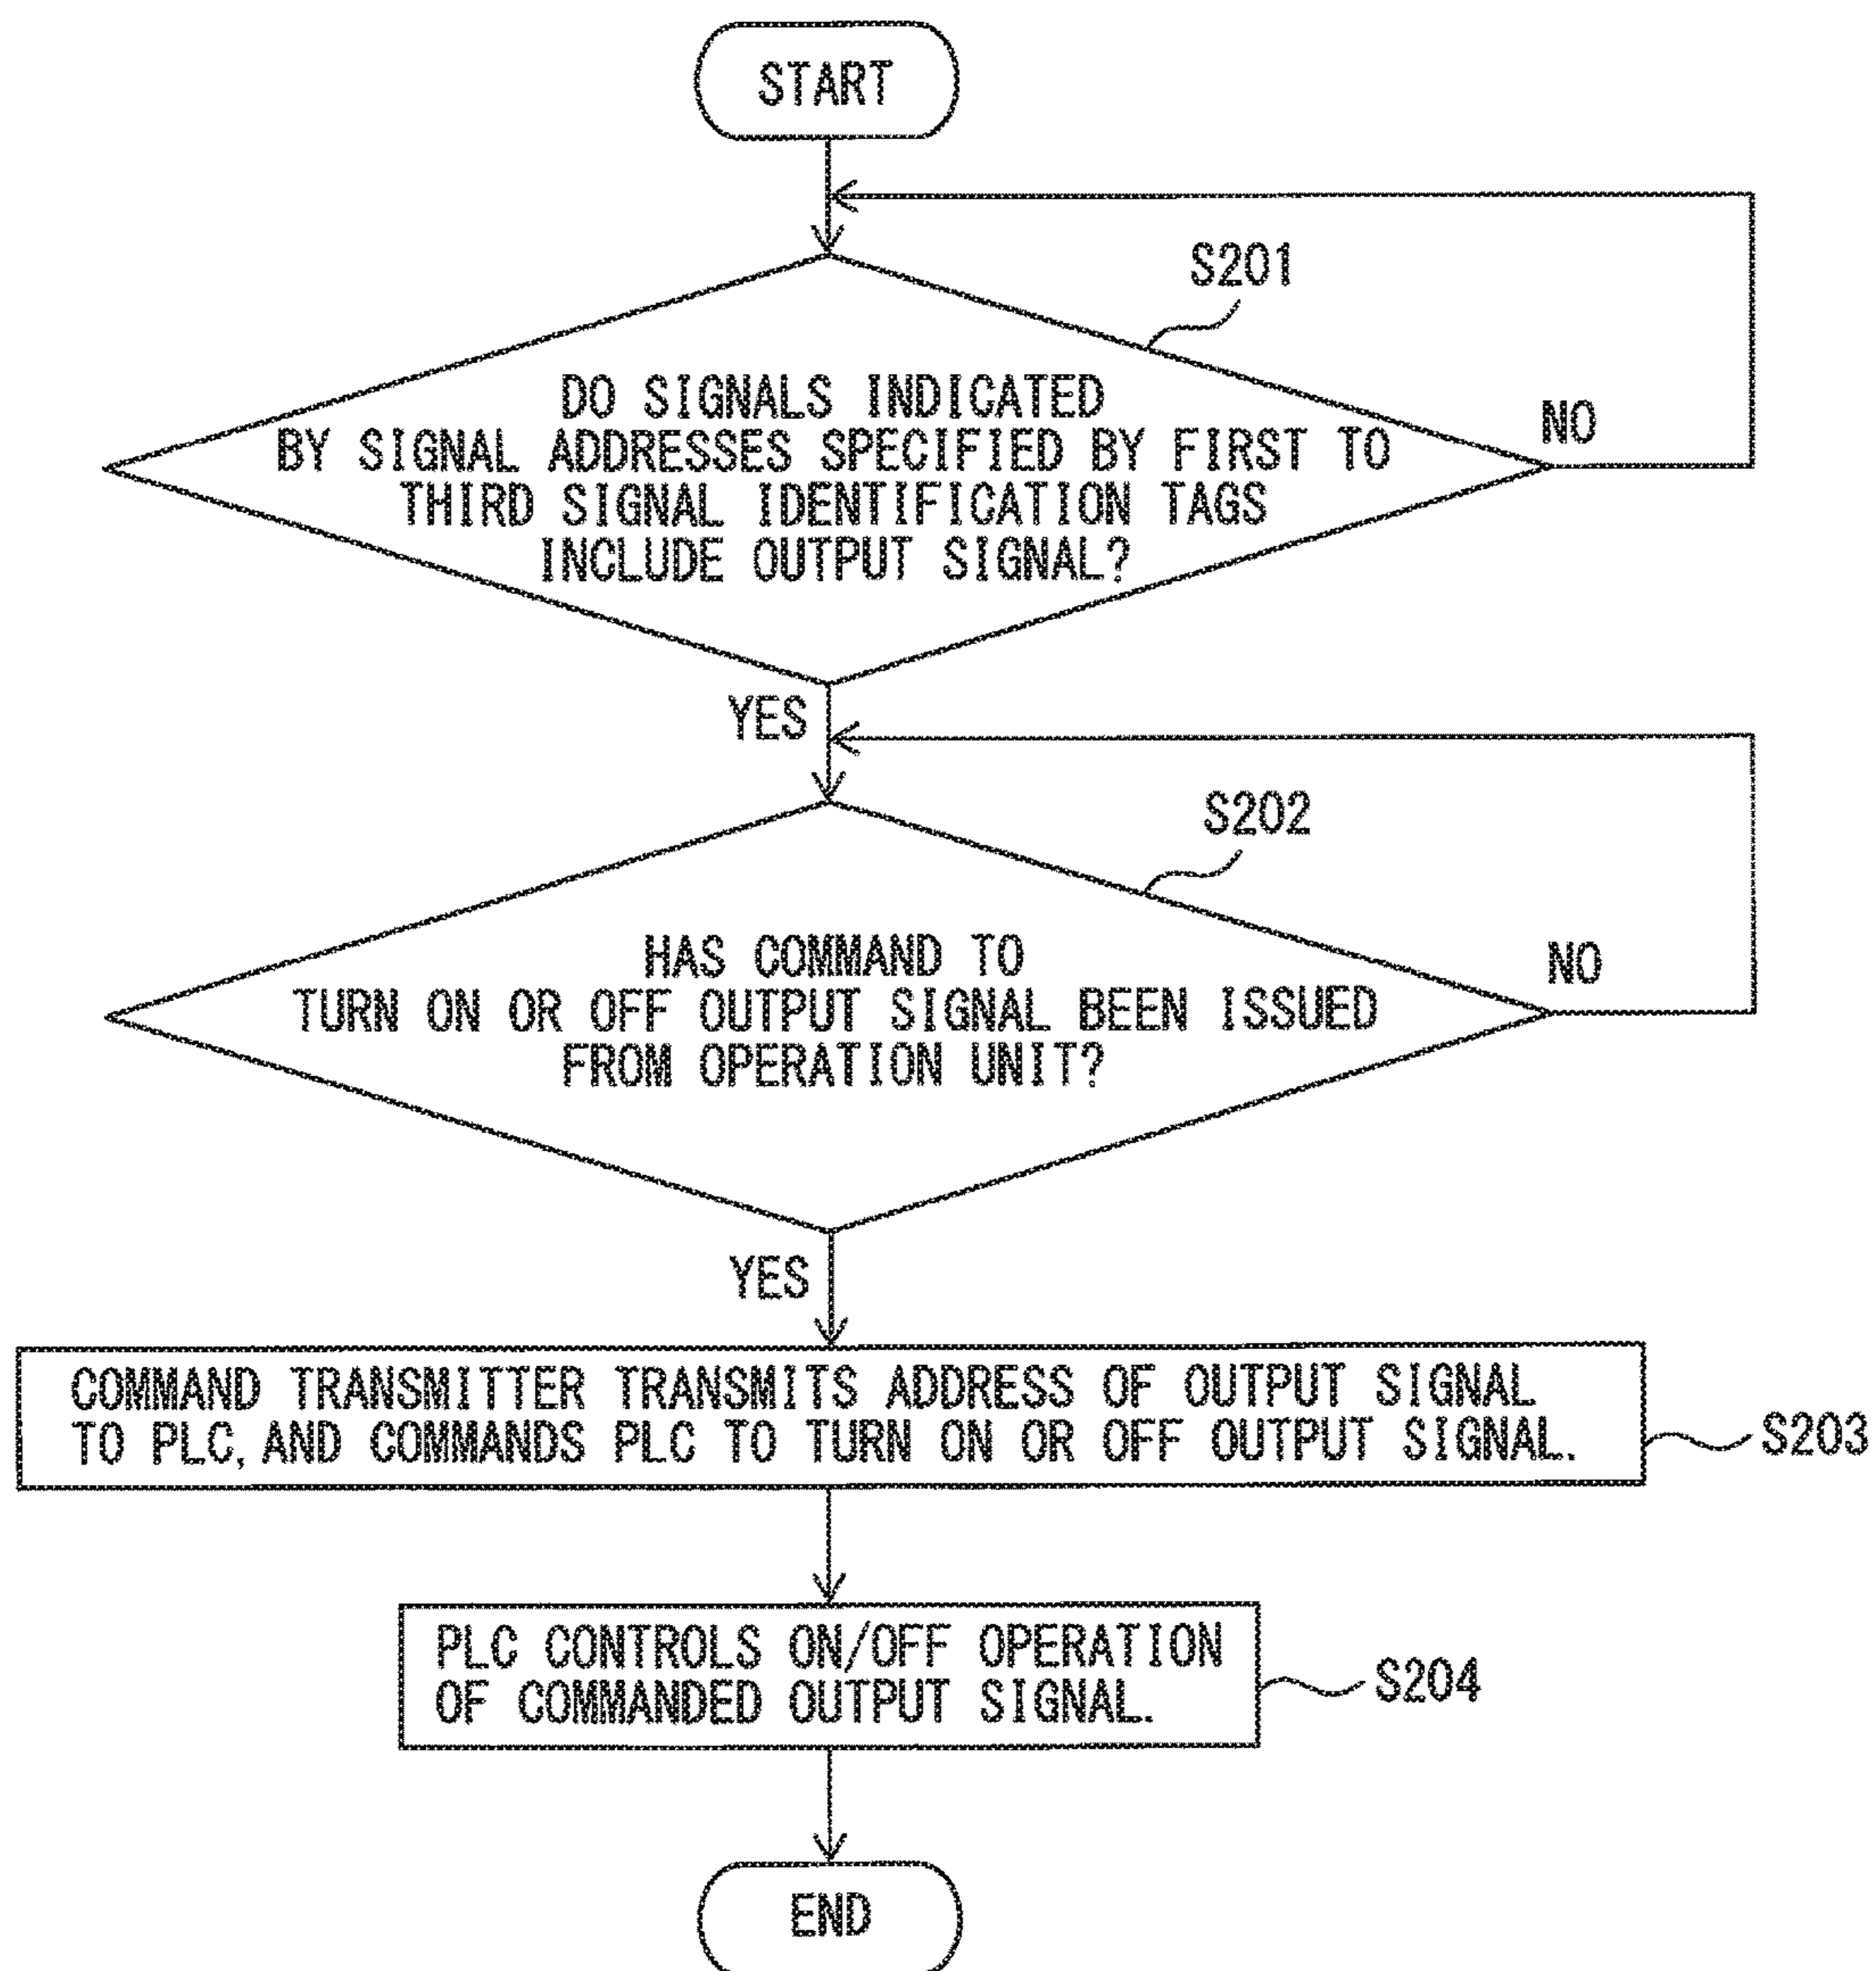 START
S201
DO SIGNALS INDICATED
BY SIGNAL ADDRESSES SPECIFIED BY FIRST TO
THIRD SIGNAL IDENTIFICATION TAGS
INCLUDE OUTPUT SIGNAL?
NO
YES
S202
HAS COMMAND TO
TURN ON OR OFF OUTPUT SIGNAL BEEN ISSUED
FROM OPERATION UNIT?
NO
YES
COMMAND TRANSMITTER TRANSMITS ADDRESS OF OUTPUT SIGNAL
TO PLC, AND COMMANDS PLC TO TURN ON OR OFF OUTPUT SIGNAL.
S203
PLC CONTROLS ON/OFF OPERATION
OF COMMANDED OUTPUT SIGNAL.
S204
END